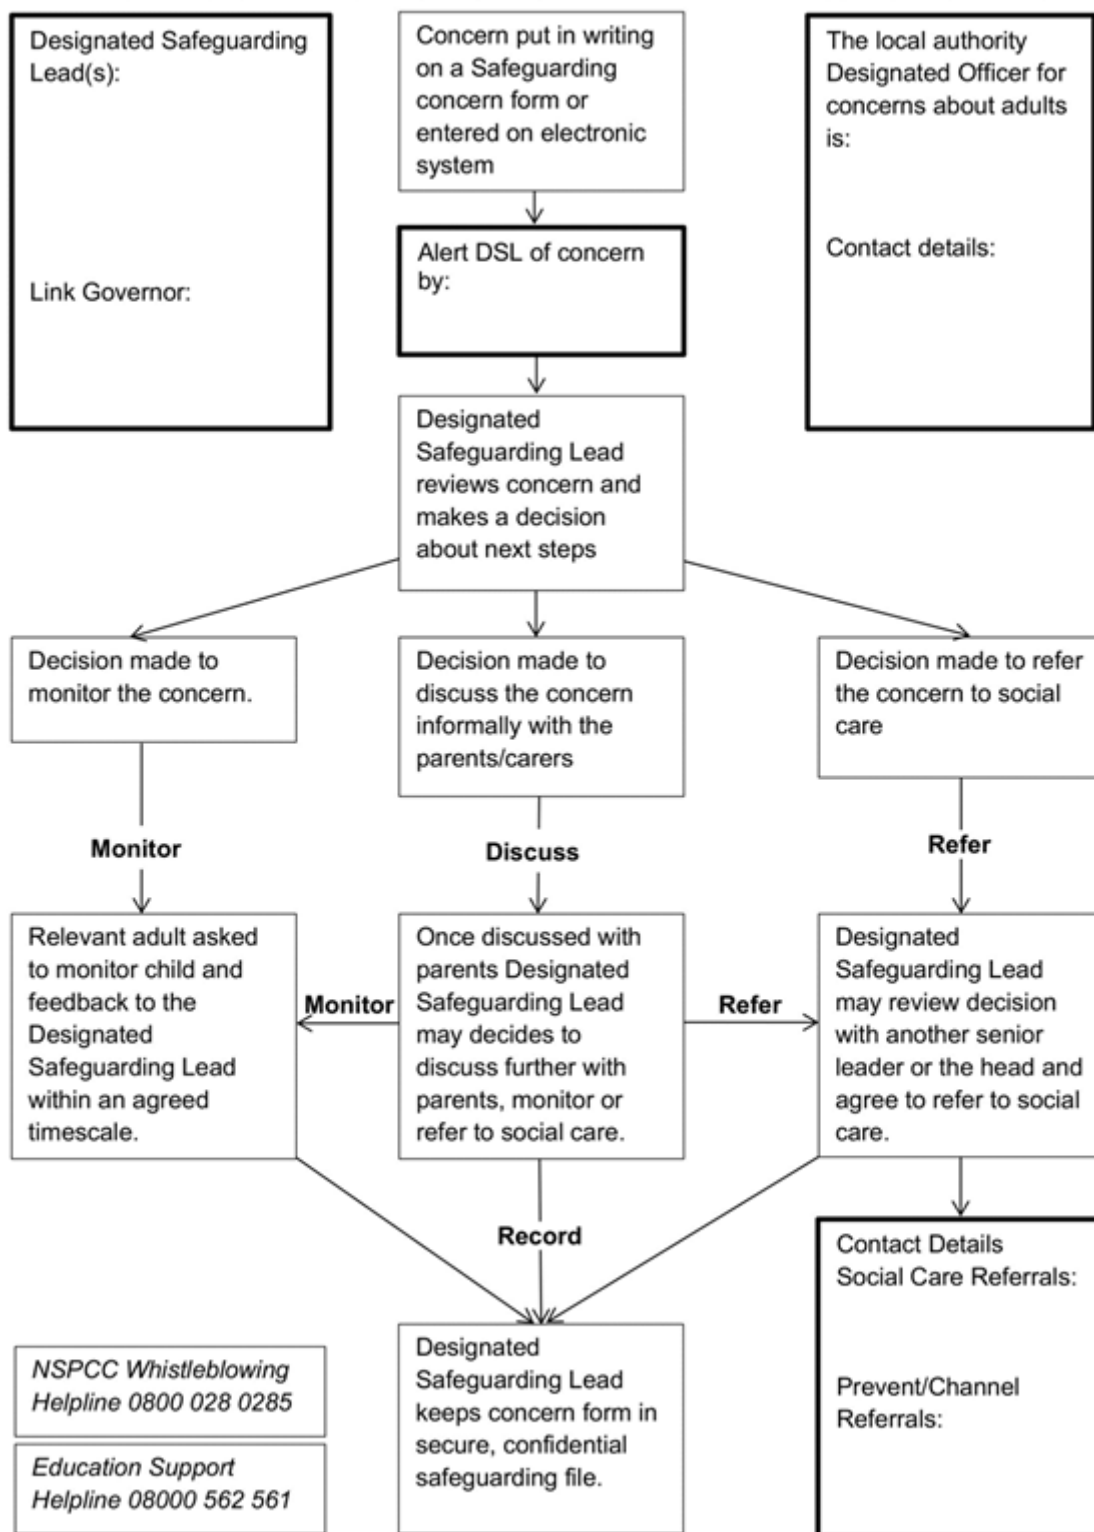 Designated Safeguarding
Lead(s):
Link Governor:
Concern put in writing
on a Safeguarding
concern form or
entered on electronic
system
The local authority
Designated Officer for
concerns about adults
is:
Contact details:
Alert DSL of concern
by:
Designated
Safeguarding Lead
reviews concern and
makes a decision
about next steps
Decision made to
monitor the concern.
Decision made to
discuss the concern
informally with the
parents/carers
Decision made to refer
the concern to social
care
Monitor
Discuss
Refer
Relevant adult asked
to monitor child and
feedback to the
Designated
Safeguarding Lead
within an agreed
timescale.
Monitor
Once discussed with
parents Designated
Safeguarding Lead
may decides to
discuss further with
parents, monitor or
refer to social care.
Refer
Designated
Safeguarding Lead
may review decision
with another senior
leader or the head and
agree to refer to social
care.
Record
Contact Details
Social Care Referrals:
Prevent/Channel
Referrals:
Designated
Safeguarding Lead
keeps concern form in
secure, confidential
safeguarding file.
NSPCC Whistleblowing
Helpline 0800 028 0285
Education Support
Helpline 08000 562 561